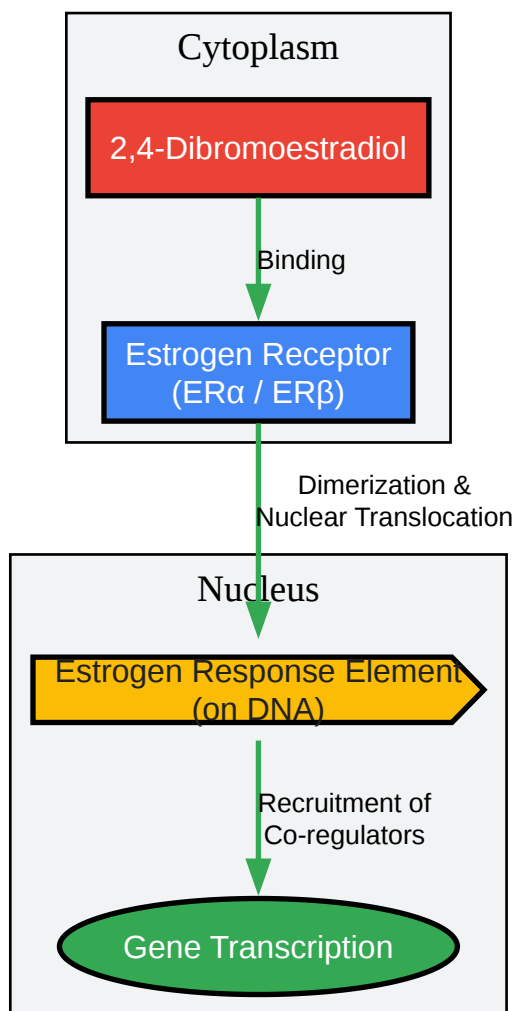 Cytoplasm
2,4-Dibromoestradiol
Binding
Estrogen Receptor
(ERα / ERβ)
Dimerization &
Nuclear Translocation
Nucleus
Estrogen Response Element
(on DNA)
Recruitment of
Co-regulators
Gene Transcription